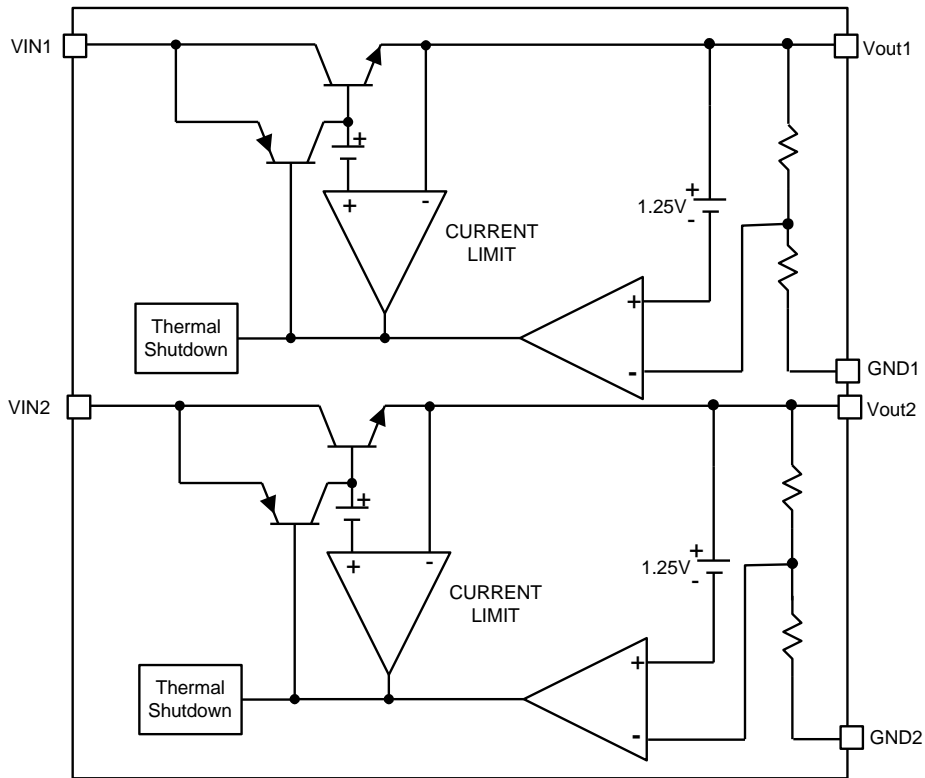 VIN1
Vout1
+
+
-
CURRENT
LIMIT
+
1.25V
-
+
-
Thermal
Shutdown
GND1
VIN2
Vout2
+
+
-
CURRENT
LIMIT
+
1.25V
-
+
-
Thermal
Shutdown
GND2